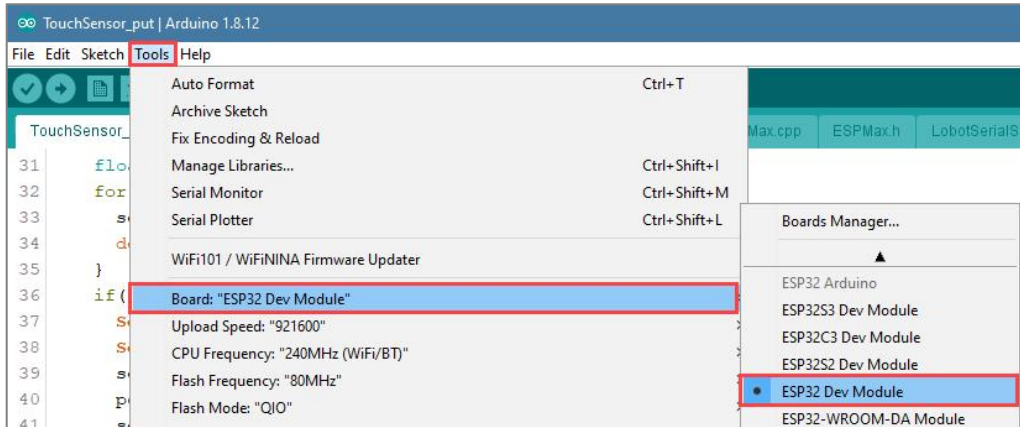 TouchSensor_put | Arduino 1.8.12
File Edit Sketch Tools Help
Auto Format Ctrl+T
Archive Sketch
Fix Encoding & Reload
Manage Libraries... Ctrl+Shift+I
Serial Monitor Ctrl+Shift+M
Serial Plotter Ctrl+Shift+L
WiFi101 / WiFiNINA Firmware Updater
Board: "ESP32 Dev Module"
Upload Speed: "921600"
CPU Frequency: "240MHz (WiFi/BT)"
Flash Frequency: "80MHz"
Flash Mode: "QIO"
TouchSensor_
Max.cpp ESPMax.h LobotSerialS
31 flo
32 for
33 s
34 d
35 }
36 if(
37 S
38 S
39 s
40 p
41
Boards Manager...
ESP32 Arduino
ESP32S3 Dev Module
ESP32C3 Dev Module
ESP32S2 Dev Module
ESP32 Dev Module
ESP32-WROOM-DA Module